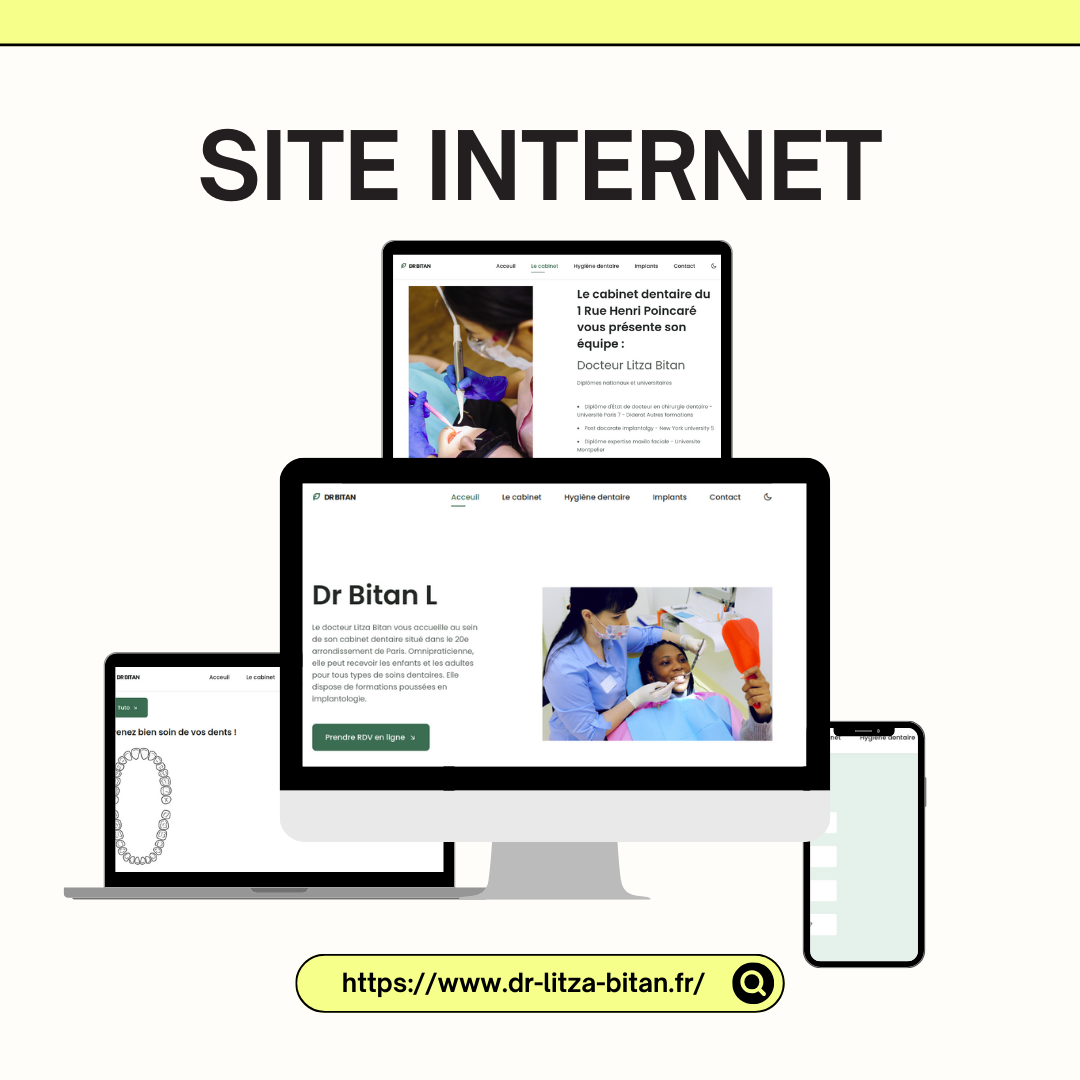 SITE INTERNET
DR BITAN
Acceuil Le cabinet Hygiène dentaire Implants Contact
Le cabinet dentaire du
1 Rue Henri Poincaré
vous présente son
équipe :
Docteur Litza Bitan
Diplômes nationaux et universitaires
• Diplôme d'État de docteur en chirurgie dentaire -
Université Paris 7 - Diderot Autres formations
• Post docorate implantolgy - New York university
• Diplôme expertise maxilo faciale - Universite
Montpelier
DR BITAN
Acceuil Le cabinet Hygiène dentaire Implants Contact
Dr Bitan L
Le docteur Litza Bitan vous accueille au sein
de son cabinet dentaire situé dans le 20e
arrondissement de Paris. Omnipraticienne,
elle peut recevoir les enfants et les adultes
pour tous types de soins dentaires. Elle
dispose de formations poussées en
implantologie.
Prendre RDV en ligne
DR BITAN
Acceuil Le cabinet
Tuto
enez bien soin de vos dents !
net Hygiène dentaire
https://www.dr-litza-bitan.fr/